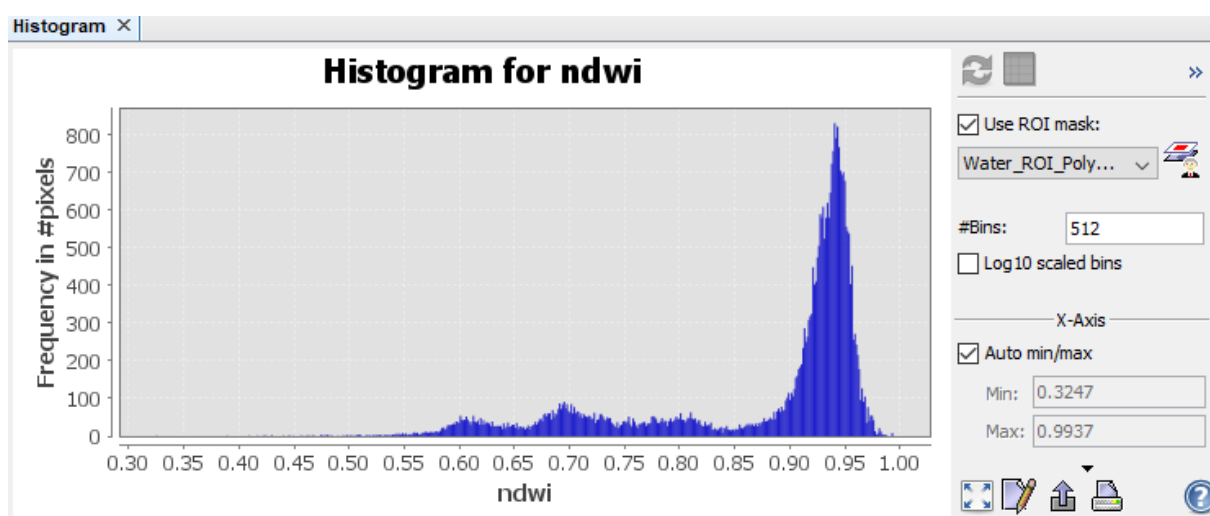 Histogram ×
Histogram for ndwi
Frequency in #pixels
800
700
600
500
400
300
200
100
0
0.30 0.35 0.40 0.45 0.50 0.55 0.60 0.65 0.70 0.75 0.80 0.85 0.90 0.95 1.00
ndwi
»
Use ROI mask:
Water_ROI_Poly...
#Bins: 512
Log10 scaled bins
X-Axis
Auto min/max
Min: 0.3247
Max: 0.9937
?